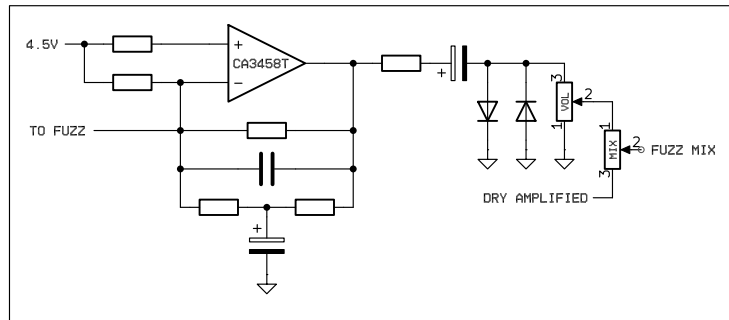 4.5V
+
CA3458T
-
+
3
VOL
2
1
TO FUZZ
1
MIX
2
FUZZ MIX
3
DRY AMPLIFIED
+